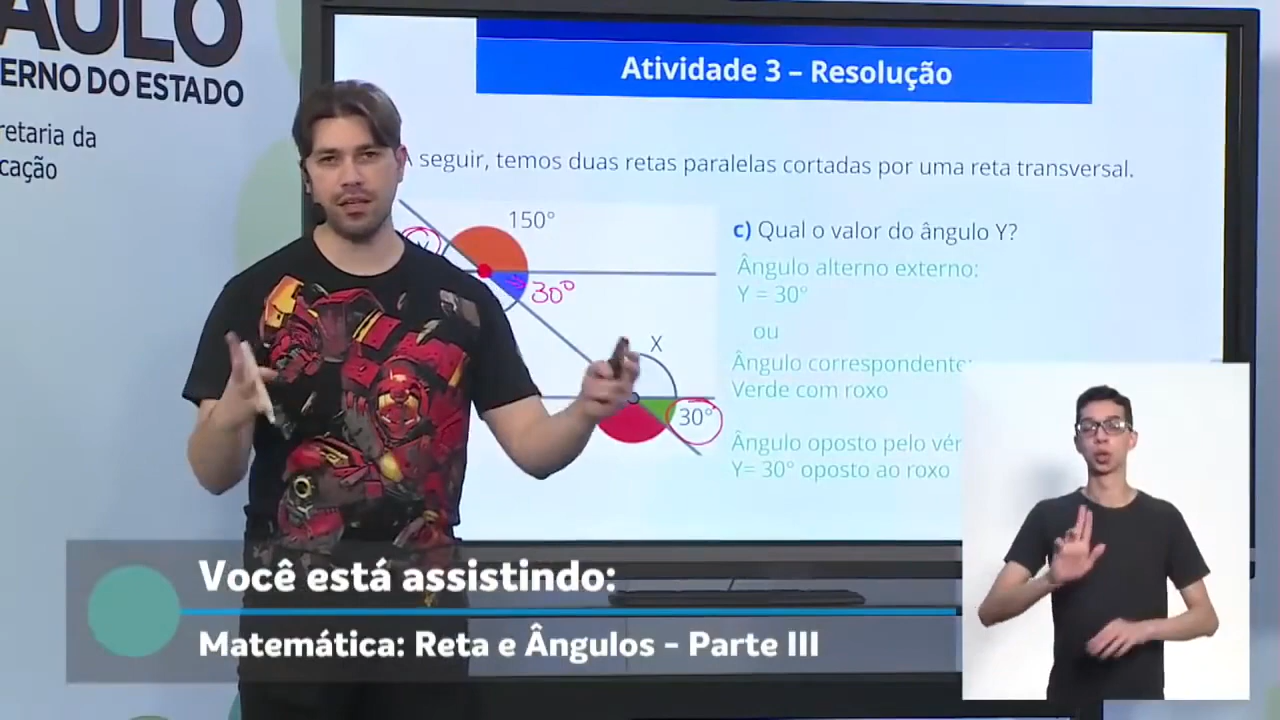 AULO
ERNO DO ESTADO
retaria da
cação
Atividade 3 – Resolução
A seguir, temos duas retas paralelas cortadas por uma reta transversal.
150°
Y
30°
X
30°
c) Qual o valor do ângulo Y?
Ângulo alterno externo:
Y = 30°
ou
Ângulo correspondente:
Verde com roxo
Ângulo oposto pelo vér
Y= 30° oposto ao roxo
Você está assistindo:
Matemática: Reta e Ângulos - Parte III